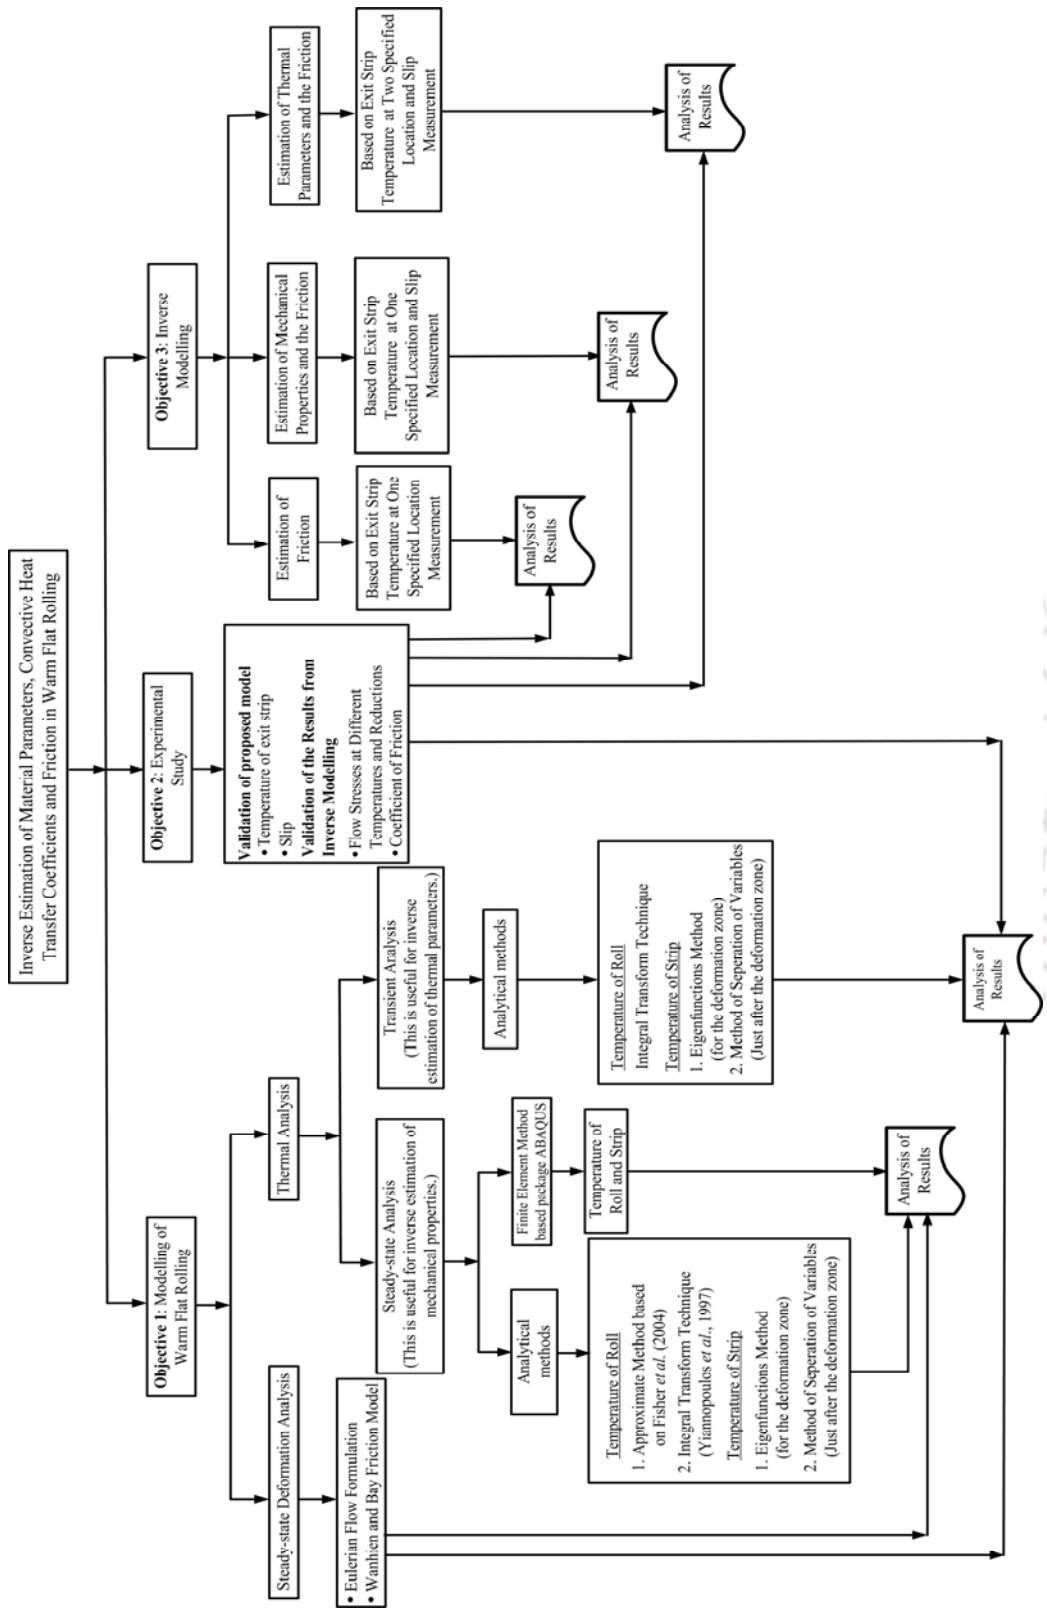 Inverse Estimation of Material Parameters, Convective Heat
Transfer Coefficients and Friction in Warm Flat Rolling
Objective 1: Modelling of
Warm Flat Rolling
Steady-state Deformation Analysis
• Eulerian Flow Formulation
• Wanhien and Bay Friction Model
Thermal Analysis
Steady-state Analysis
(This is useful for inverse estimation of
mechanical properties.)
Analytical
methods
Temperature of Roll
1. Approximate Method based
on Fisher et al. (2004)
2. Integral Transform Technique
(Yiannopoulos et al., 1997)
Temperature of Strip
1. Eigenfunctions Method
(for the deformation zone)
2. Method of Seperation of Variables
(Just after the deformation zone)
Finite Element Method
based package ABAQUS
Temperature of
Roll and Strip
Analysis of
Results
Transient Aralysis
(This is useful for inverse
estimation of thermal parameters.)
Analytical methods
Temperature of Roll
Integral Transform Technique
Temperature of Strip
1. Eigenfunctions Method
(for the deformation zone)
2. Method of Seperation of Variables
(Just after the deformation zone)
Analysis of
Results
Objective 2: Experimental
Study
Validation of proposed model
• Temperature of exit strip
• Slip
Validation of the Results from
Inverse Modelling
• Flow Stresses at Different
Temperatures and Reductions
• Coefficient of Friction
Objective 3: Inverse
Modelling
Estimation of
Friction
Based on Exit Strip
Temperature at One
Specified Location
Measurement
Analysis of
Results
Estimation of Mechanical
Properties and the Friction
Based on Exit Strip
Temperature at One
Specified Location and Slip
Measurement
Analysis of
Results
Estimation of Thermal
Parameters and the Friction
Based on Exit Strip
Temperature at Two Specified
Location and Slip
Measurement
Analysis of
Results